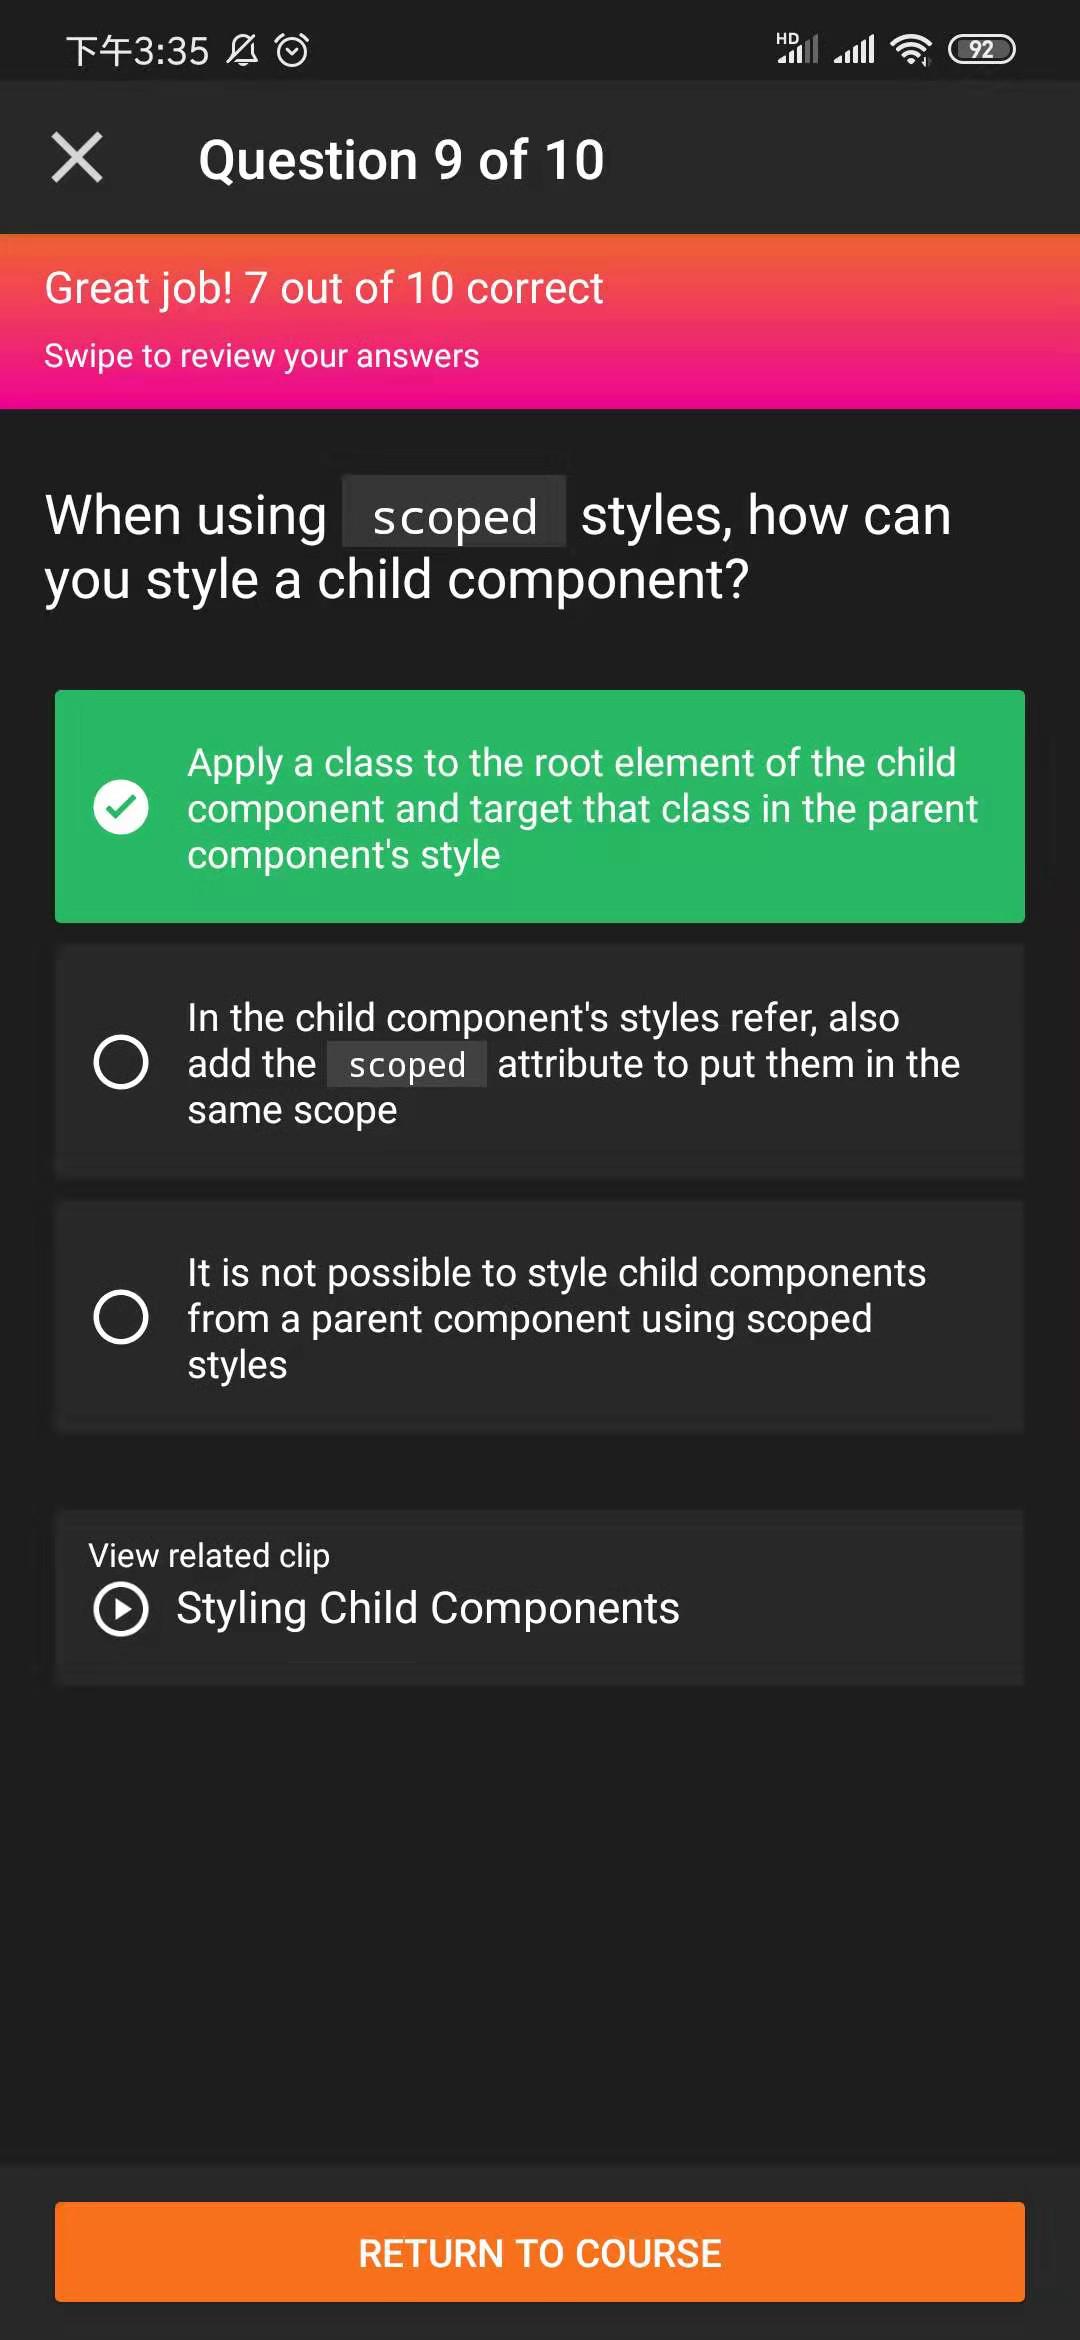 下午3:35 HD 92
Question 9 of 10
Great job! 7 out of 10 correct
Swipe to review your answers
When using scoped styles, how can
you style a child component?
Apply a class to the root element of the child
component and target that class in the parent
component's style
In the child component's styles refer, also
add the scoped attribute to put them in the
same scope
It is not possible to style child components
from a parent component using scoped
styles
View related clip
Styling Child Components
RETURN TO COURSE